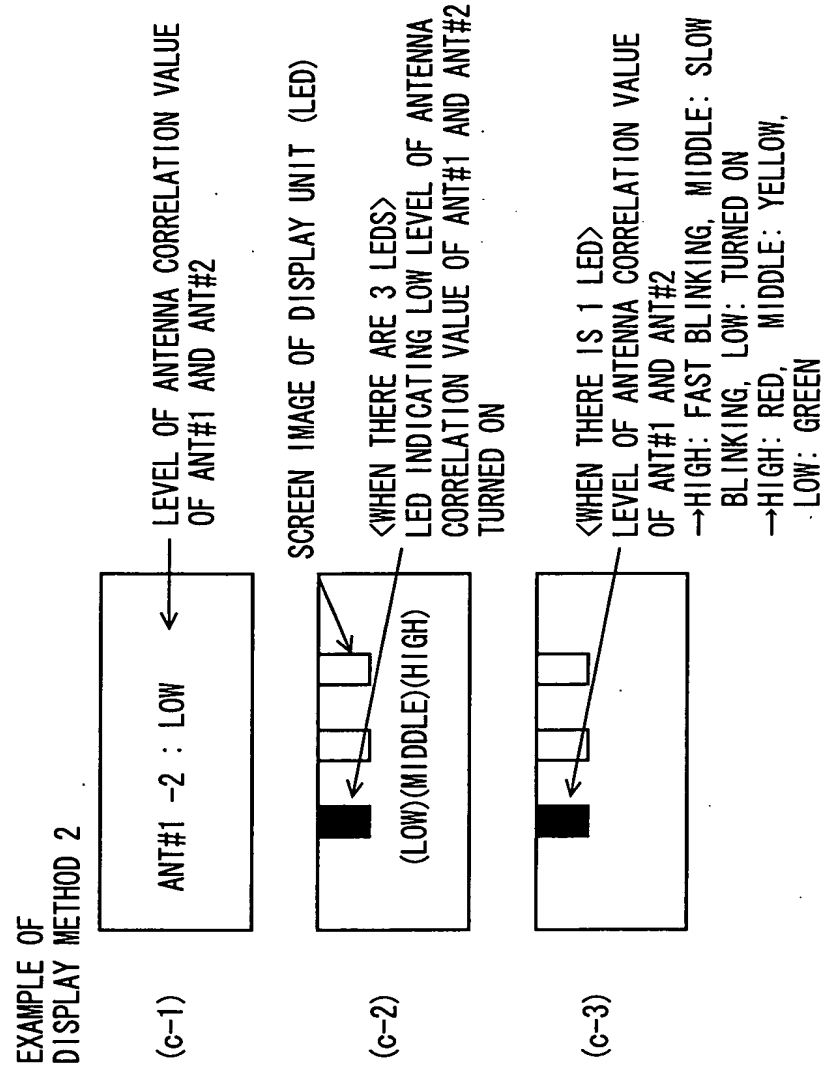 EXAMPLE OF
DISPLAY METHOD 2
(c-1)
ANT#1 -2 : LOW
LEVEL OF ANTENNA CORRELATION VALUE
OF ANT#1 AND ANT#2
SCREEN IMAGE OF DISPLAY UNIT (LED)
(c-2)
(LOW)(MIDDLE)(HIGH)
<WHEN THERE ARE 3 LEDS>
LED INDICATING LOW LEVEL OF ANTENNA
CORRELATION VALUE OF ANT#1 AND ANT#2
TURNED ON
(c-3)
<WHEN THERE IS 1 LED>
LEVEL OF ANTENNA CORRELATION VALUE
OF ANT#1 AND ANT#2
→HIGH: FAST BLINKING, MIDDLE: SLOW
BLINKING, LOW: TURNED ON
→HIGH: RED, MIDDLE: YELLOW,
LOW: GREEN